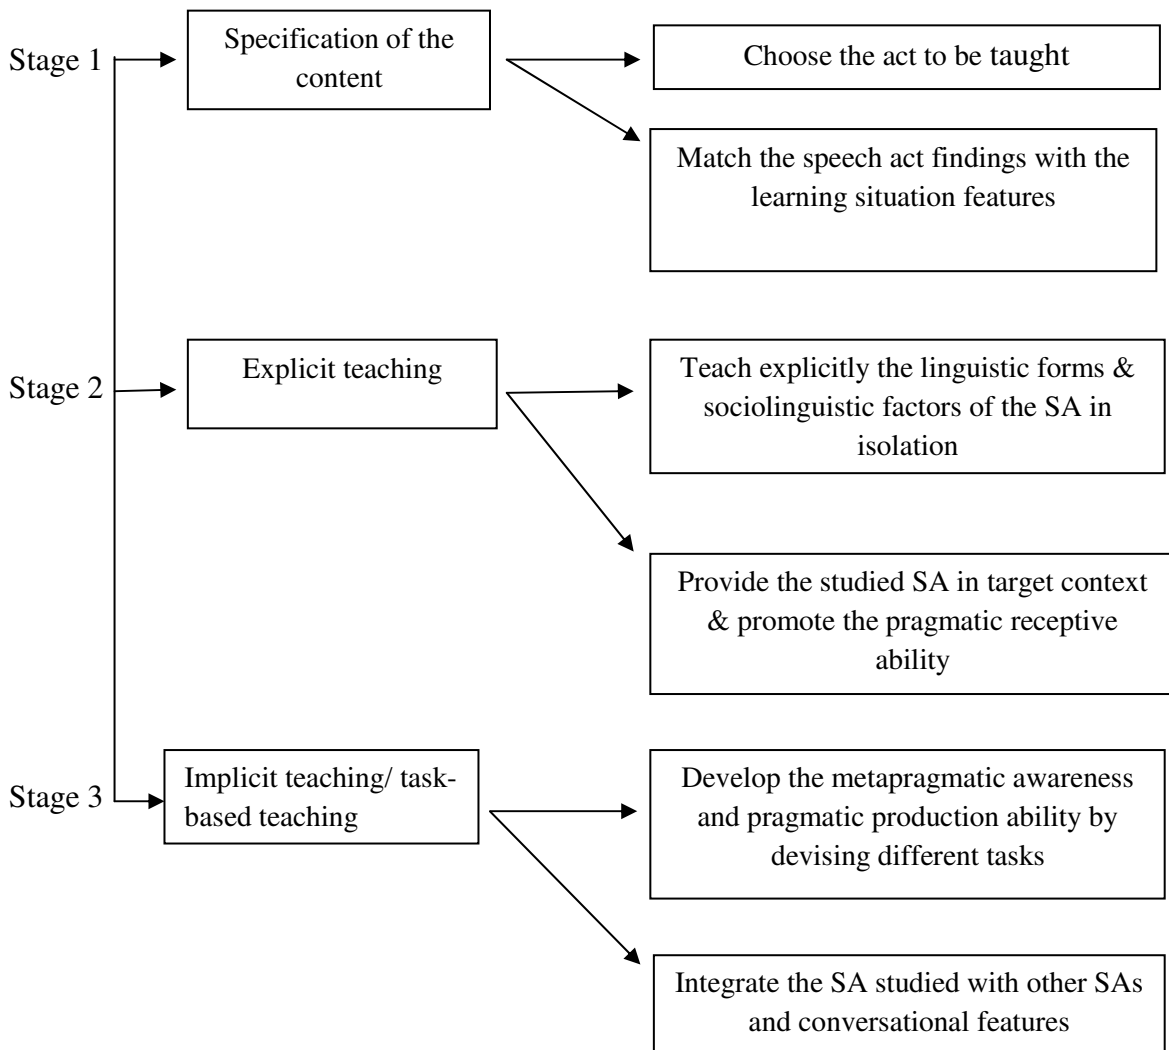 Stage 1
Specification of the
content
Choose the act to be taught
Match the speech act findings with the
learning situation features
Stage 2
Explicit teaching
Teach explicitly the linguistic forms &
sociolinguistic factors of the SA in
isolation
Provide the studied SA in target context
& promote the pragmatic receptive
ability
Stage 3
Implicit teaching/ task-
based teaching
Develop the metapragmatic awareness
and pragmatic production ability by
devising different tasks
Integrate the SA studied with other SAs
and conversational features